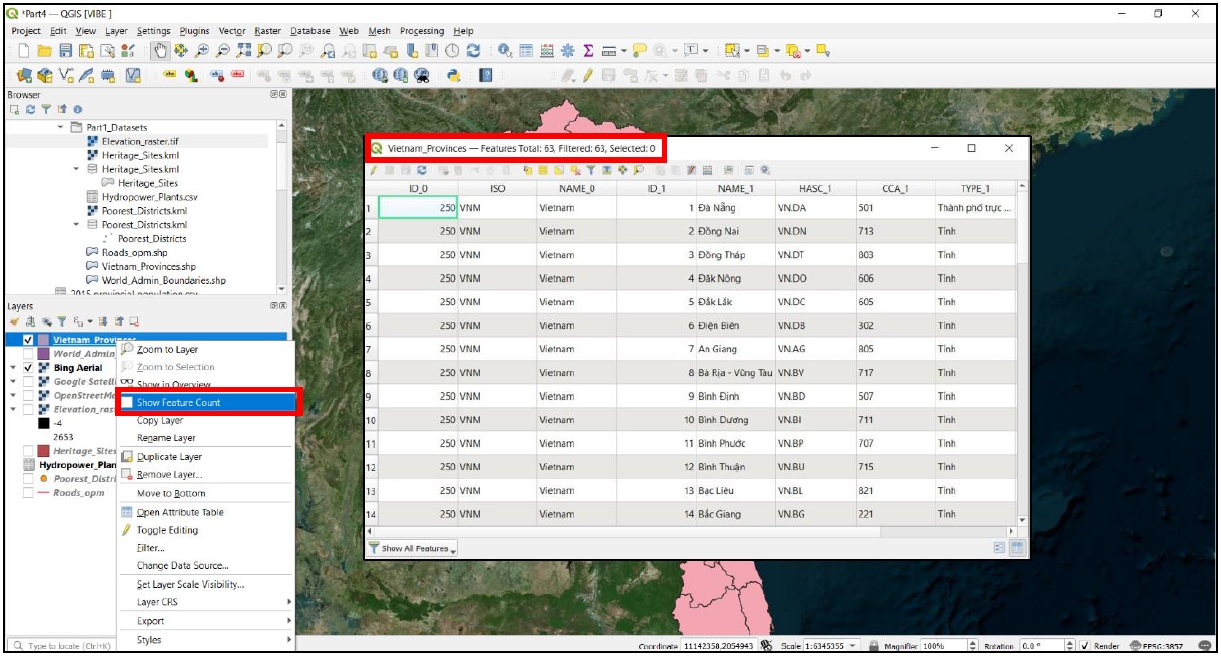 *Part4 — QGIS [VIBE ]
Project Edit View Layer Settings Plugins Vector Raster Database Web Mesh Processing Help
Browser
Part1_Datasets
Elevation_raster.tif
Heritage_Sites.kml
Heritage_Sites.kml
Heritage_Sites
Hydropower_Plants.csv
Poorest_Districts.kml
Poorest_Districts.kml
Poorest_Districts
Roads_opm.shp
Vietnam_Provinces.shp
World_Admin_Boundaries.shp
2015 provincial population.csv
Layers
Vietnam_Provinces
World_Admin
Bing Aerial
Google Satelli
OpenStreetMa
Elevation_ras
-4
2653
Heritage_Sites
Hydropower_Plan
Poorest_Distri
Roads_opm
Zoom to Layer
Zoom to Selection
Show in Overview
Show Feature Count
Copy Layer
Rename Layer
Duplicate Layer
Remove Layer...
Move to Bottom
Open Attribute Table
Toggle Editing
Filter...
Change Data Source...
Set Layer Scale Visibility...
Layer CRS
Export
Styles
Vietnam_Provinces — Features Total: 63, Filtered: 63, Selected: 0
ID_0 ISO NAME_0 ID_1 NAME_1 HASC_1 CCA_1 TYPE_1
1 250 VNM Vietnam 1 Đà Nẵng VN.DA 501 Thành phố trực ...
2 250 VNM Vietnam 2 Đồng Nai VN.DN 713 Tỉnh
3 250 VNM Vietnam 3 Đồng Tháp VN.DT 803 Tỉnh
4 250 VNM Vietnam 4 Đăk Nông VN.DO 606 Tỉnh
5 250 VNM Vietnam 5 Đắk Lắk VN.DC 605 Tỉnh
6 250 VNM Vietnam 6 Điện Biên VN.DB 302 Tỉnh
7 250 VNM Vietnam 7 An Giang VN.AG 805 Tỉnh
8 250 VNM Vietnam 8 Bà Rịa - Vũng Tàu VN.BV 717 Tỉnh
9 250 VNM Vietnam 9 Bình Định VN.BD 507 Tỉnh
10 250 VNM Vietnam 10 Bình Dương VN.BI 711 Tỉnh
11 250 VNM Vietnam 11 Bình Phước VN.BP 707 Tỉnh
12 250 VNM Vietnam 12 Bình Thuận VN.BU 715 Tỉnh
13 250 VNM Vietnam 13 Bạc Liêu VN.BL 821 Tỉnh
14 250 VNM Vietnam 14 Bắc Giang VN.BG 221 Tỉnh
Show All Features
Type to locate (Ctrl+K)
Coordinate 11142358,2054943 Scale 1:6345355 Magnifier 100% Rotation 0.0 ° Render EPSG:3857